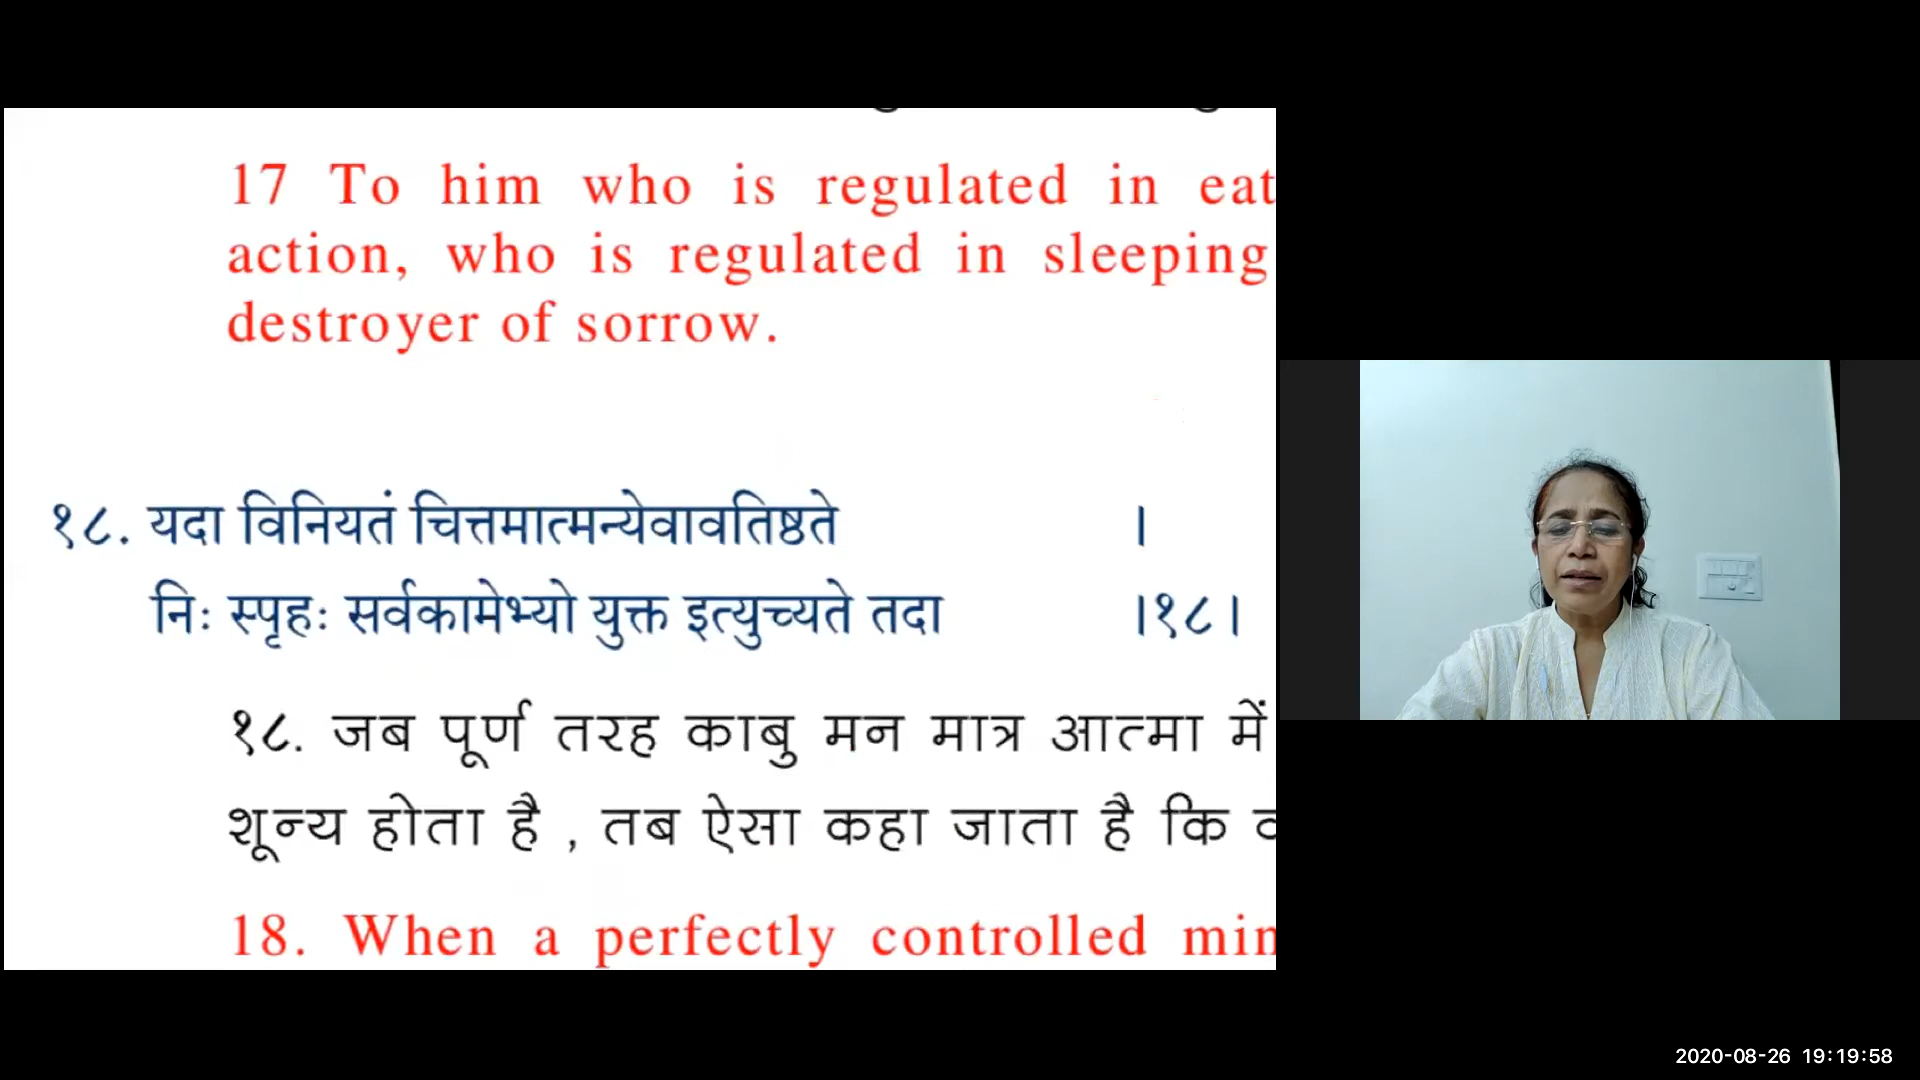 17 To him who is regulated in eat
action, who is regulated in sleeping
destroyer of sorrow.
१८. यदा विनियतं चित्तमात्मन्येवावतिष्ठते ।
निः स्पृहः सर्वकामेभ्यो युक्त इत्युच्यते तदा ।१८।
१८. जब पूर्ण तरह काबु मन मात्र आत्मा में
शून्य होता है , तब ऐसा कहा जाता है कि
18. When a perfectly controlled min
2020-08-26 19:19:58